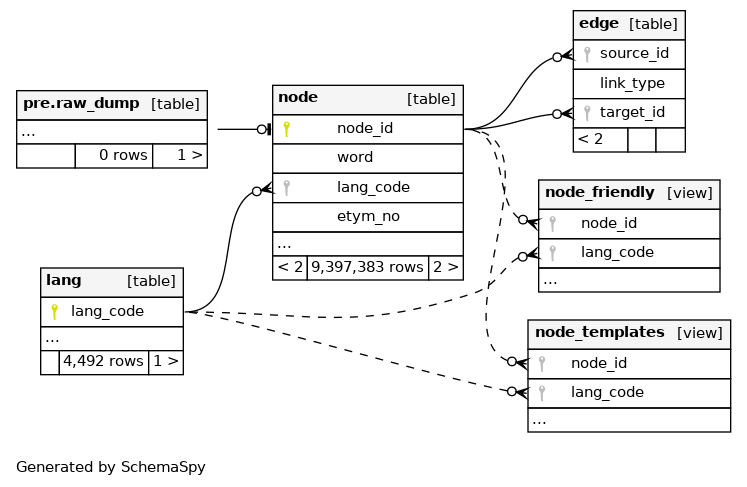 edge [table]
source_id
link_type
target_id
< 2
pre.raw_dump [table]
...
0 rows 1 >
node [table]
node_id
word
lang_code
etym_no
...
< 2 9,397,383 rows 2 >
node_friendly [view]
node_id
lang_code
...
lang [table]
lang_code
...
4,492 rows 1 >
node_templates [view]
node_id
lang_code
...
Generated by SchemaSpy